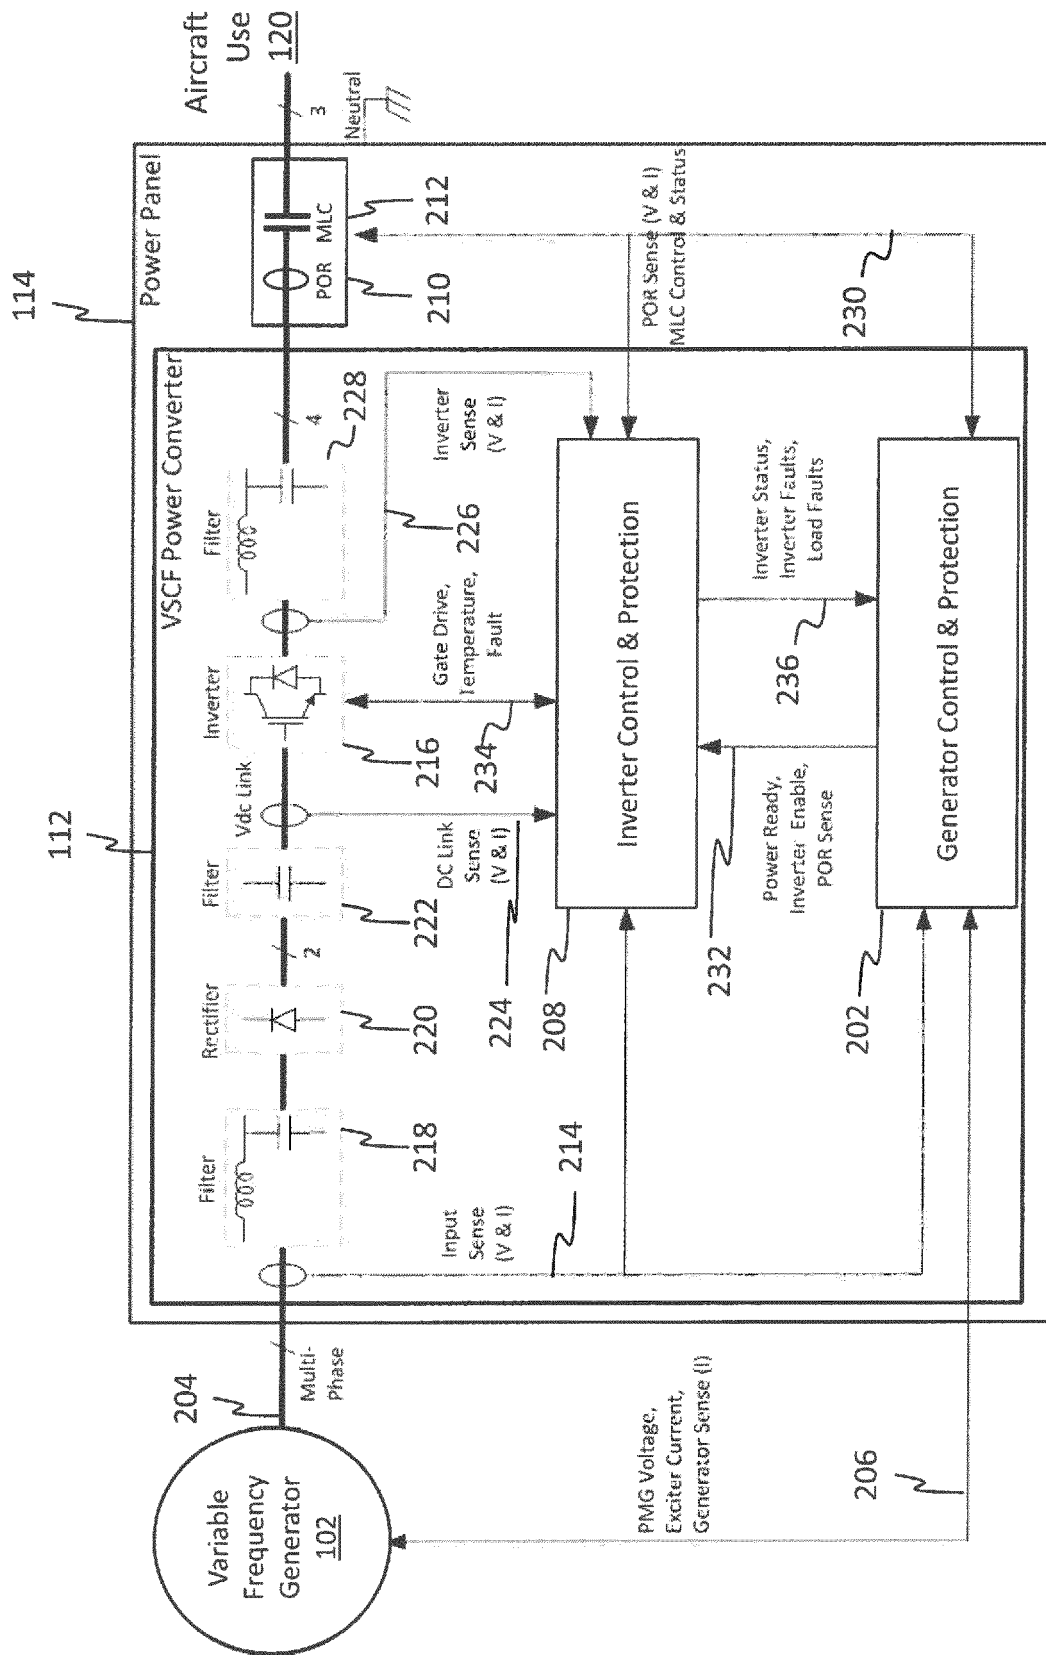 114
112
Power Panel
VSCF Power Converter
Aircraft
Use
120
3
Neutral
204
Multi-
Phase
Variable
Frequency
Generator
102
Filter
218
Rectifier
220
2
Filter
222
Vdc Link
Inverter
216
Filter
228
4
POR
MLC
210
212
Input
Sense
(V & I)
214
DC Link
Sense
(V & I)
224
Gate Drive,
Temperature,
Fault
234
Inverter
Sense
(V & I)
226
POR Sense (V & I)
MLC Control & Status
230
208
Inverter Control & Protection
Power Ready,
Inverter Enable,
POR Sense
232
Inverter Status,
Inverter Faults,
Load Faults
236
202
Generator Control & Protection
PMG Voltage,
Exciter Current,
Generator Sense (I)
206